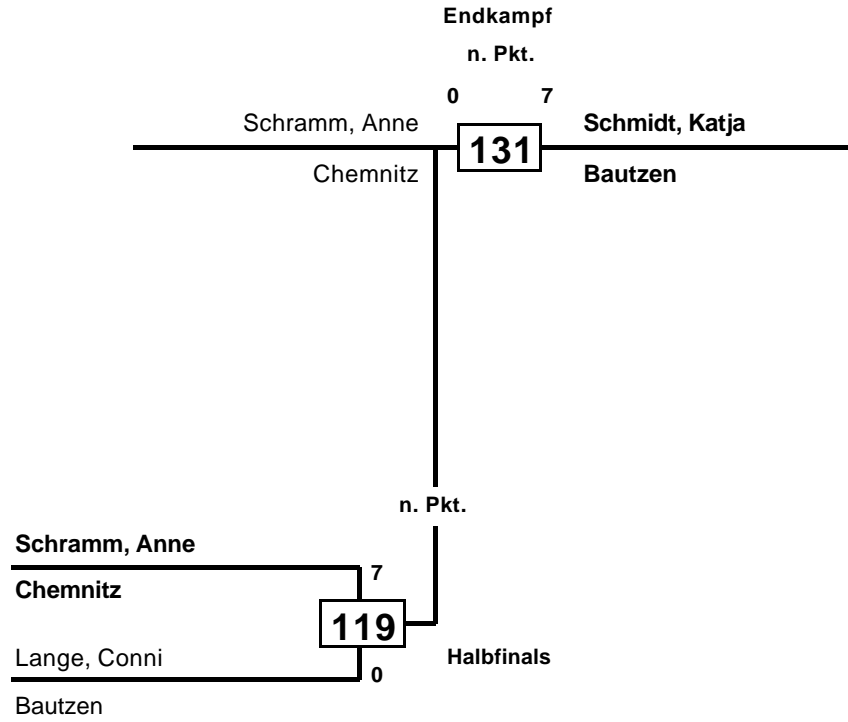 Endkampf
n. Pkt.
0 7
Schramm, Anne 131 Schmidt, Katja
Chemnitz Bautzen
n. Pkt.
Schramm, Anne
7
Chemnitz
119
Lange, Conni Halbfinals
0
Bautzen